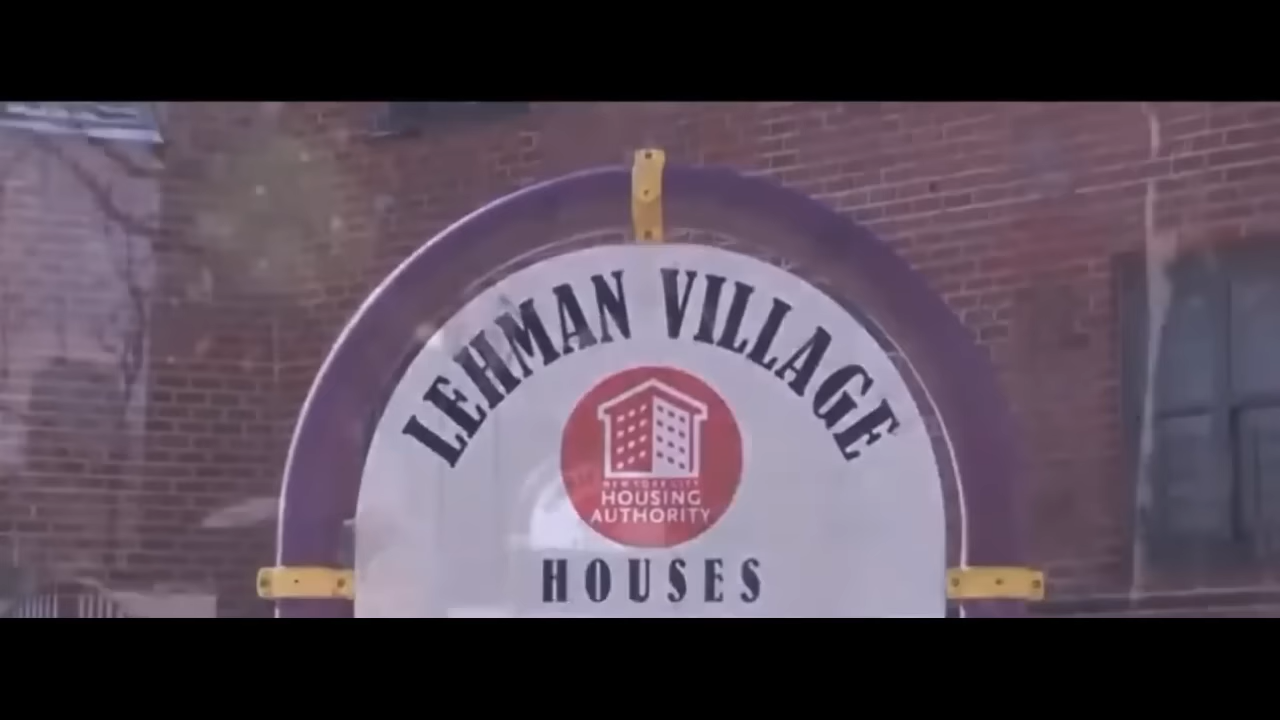 LEHMAN VILLAGE
NEW YORK CITY
HOUSING
AUTHORITY
HOUSES